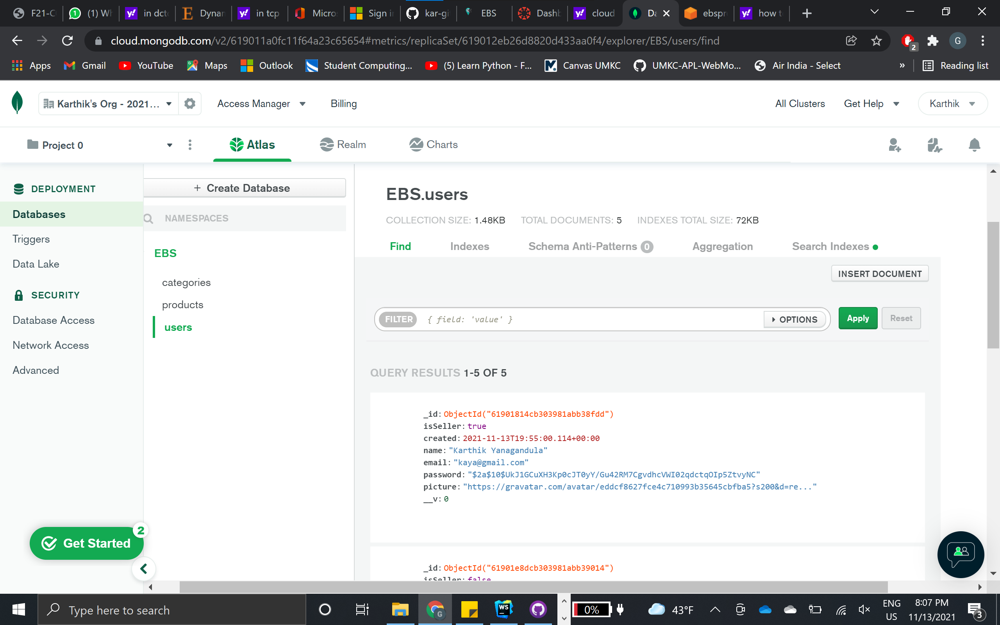 F21-C (1) Wh in dct Dynan in tcp Micro Sign in kar-gi EBS Dashb cloud Da ebspr how t
cloud.mongodb.com/v2/619011a0fc11f64a23c65654#metrics/replicaSet/619012eb26d8820d433aa0f4/explorer/EBS/users/find
G
2
Apps Gmail YouTube Maps Outlook Student Computing... (5) Learn Python - F... Canvas UMKC UMKC-APL-WebMo... Air India - Select » Reading list
Karthik's Org - 2021... Access Manager Billing All Clusters Get Help Karthik
Project 0 Atlas Realm Charts
DEPLOYMENT
Databases
Triggers
Data Lake
SECURITY
Database Access
Network Access
Advanced
Get Started
2
+ Create Database
NAMESPACES
EBS
categories
products
users
EBS.users
COLLECTION SIZE: 1.48KB TOTAL DOCUMENTS: 5 INDEXES TOTAL SIZE: 72KB
Find Indexes Schema Anti-Patterns 0 Aggregation Search Indexes
INSERT DOCUMENT
FILTER { field: 'value' } OPTIONS Apply Reset
QUERY RESULTS 1-5 OF 5
_id: ObjectId("61901814cb303981abb38fdd")
isSeller: true
created: 2021-11-13T19:55:00.114+00:00
name: "Karthik Yanagandula"
email: "kaya@gmail.com"
password: "$2a$10$UkJ1GCuXH3Kp0cJT0yY/Gu42RM7CgvdhcVWI02qdctqOIp5ZtvyNC"
picture: "https://gravatar.com/avatar/eddcf8627fce4c710993b35645cbfba5?s200&d=re..."
__v: 0
_id: ObjectId("61901e8dcb303981abb39014")
isSeller: false
Type here to search
WS
G
0%
43°F
ENG
US
8:07 PM
11/13/2021
3